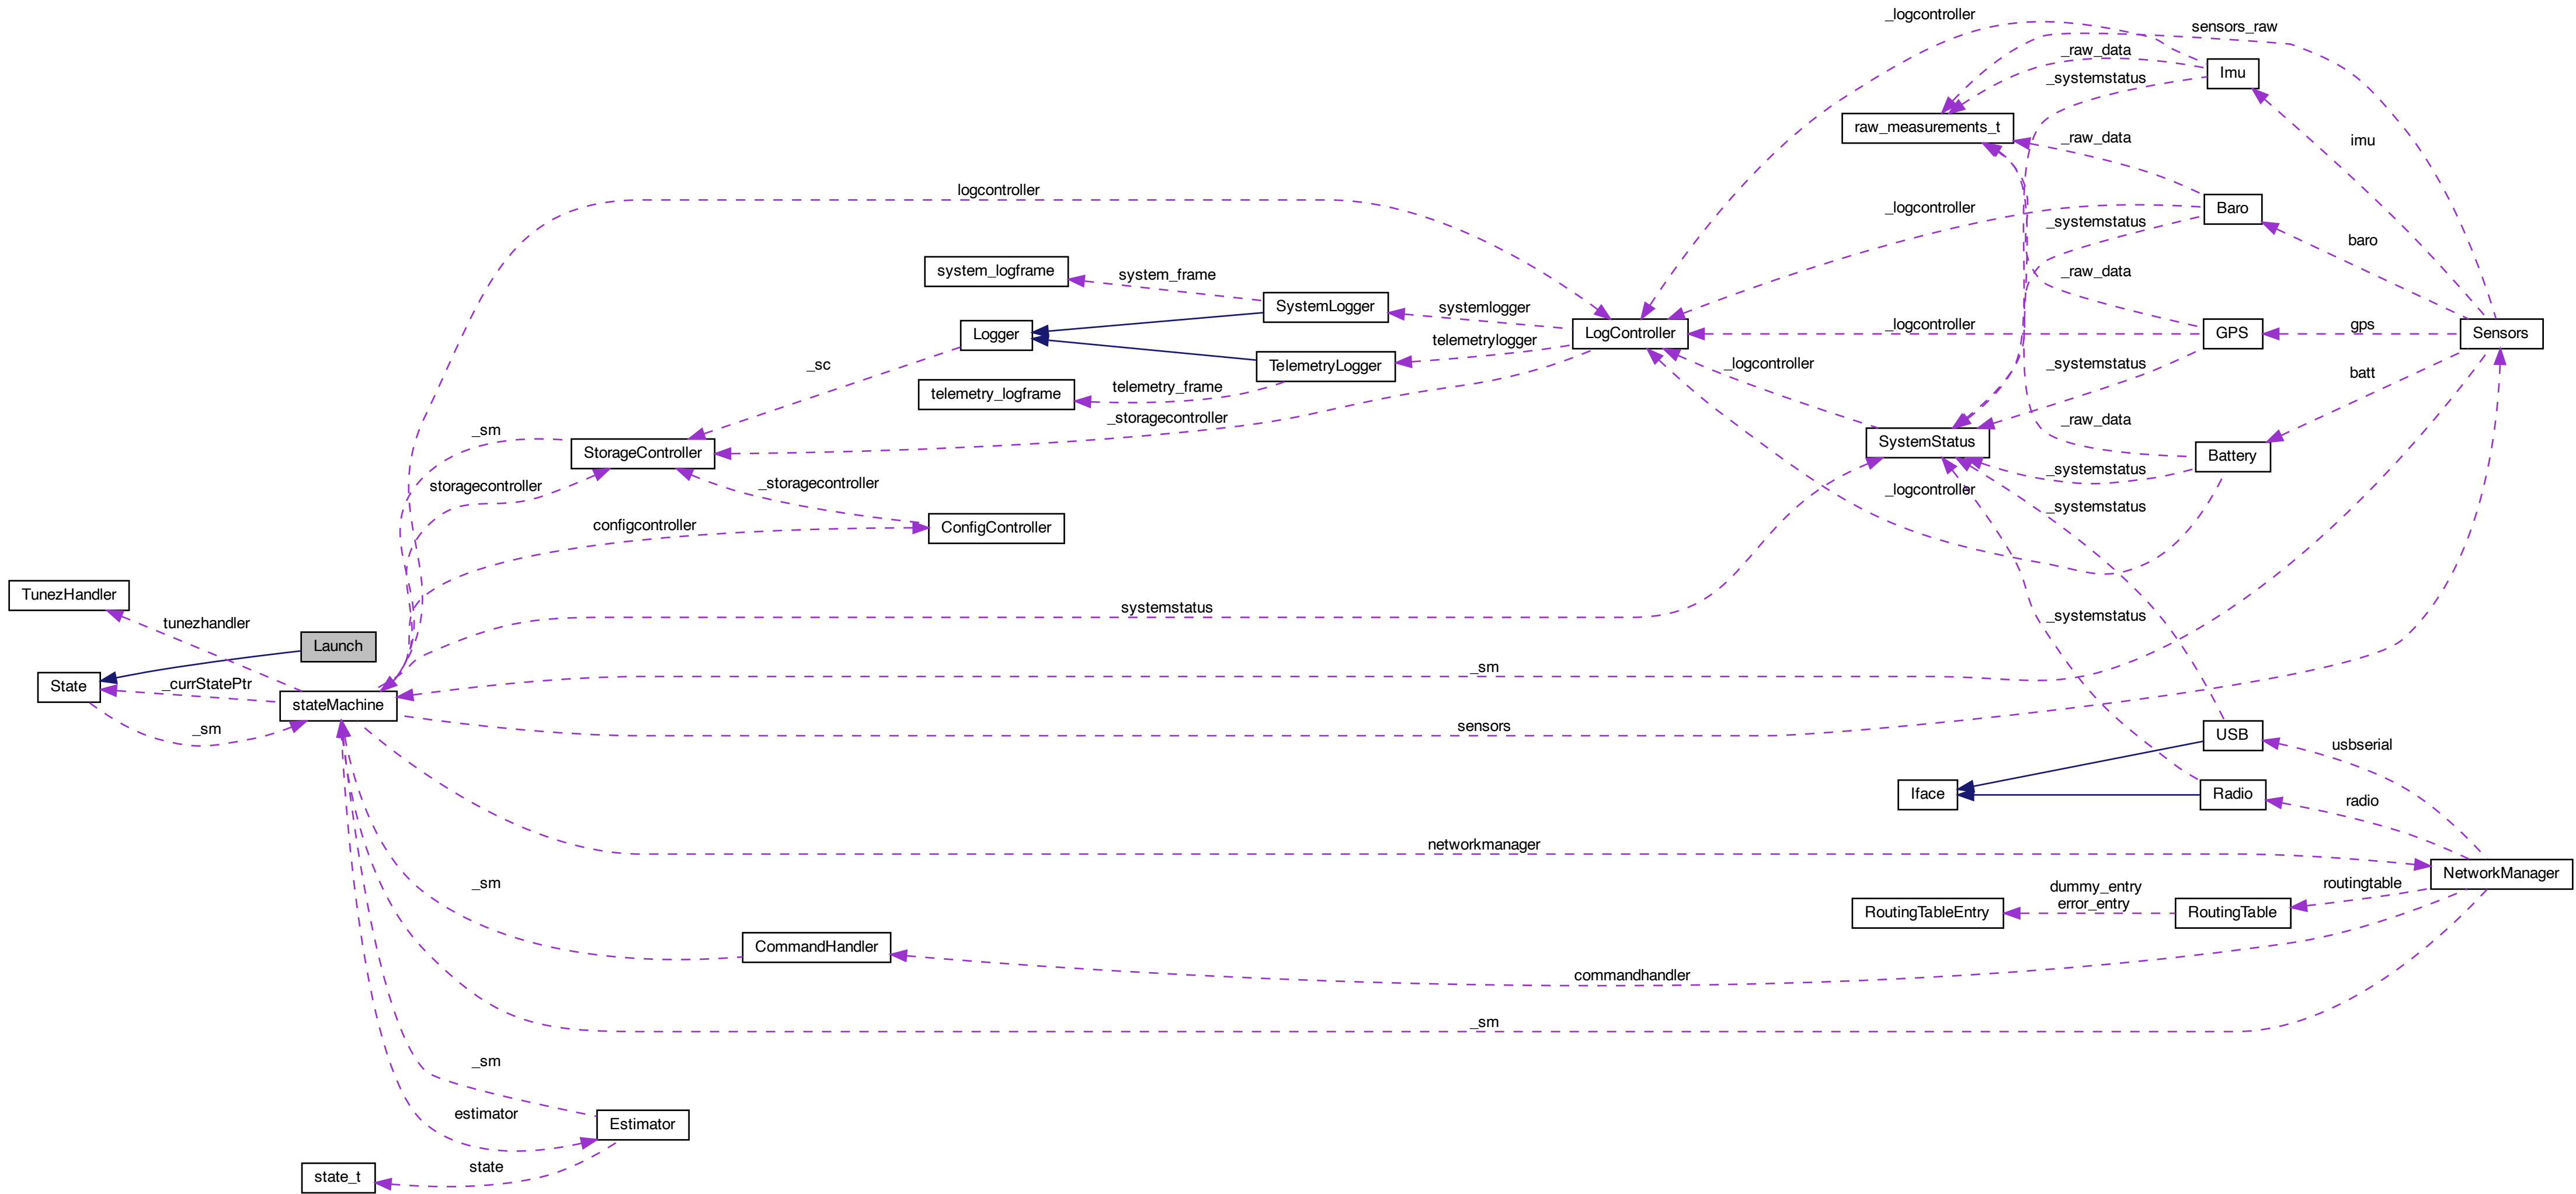 _logcontroller
sensors_raw
_raw_data
Imu
_systemstatus
raw_measurements_t
_raw_data
imu
logcontroller
_logcontroller
Baro
_systemstatus
baro
system_logframe
system_frame
_raw_data
SystemLogger
systemlogger
Logger
LogController
_logcontroller
GPS
gps
Sensors
telemetrylogger
_sc
TelemetryLogger
_logcontroller
_systemstatus
batt
telemetry_logframe
telemetry_frame
_storagecontroller
_raw_data
_sm
StorageController
SystemStatus
Battery
_systemstatus
storagecontroller
_storagecontroller
_logcontroller
_systemstatus
configcontroller
ConfigController
TunezHandler
tunezhandler
systemstatus
_systemstatus
Launch
_sm
State
_currStatePtr
stateMachine
_sm
sensors
USB
usbserial
Iface
Radio
radio
networkmanager
NetworkManager
_sm
routingtable
dummy_entry
error_entry
RoutingTableEntry
RoutingTable
CommandHandler
commandhandler
_sm
_sm
estimator
Estimator
state
state_t